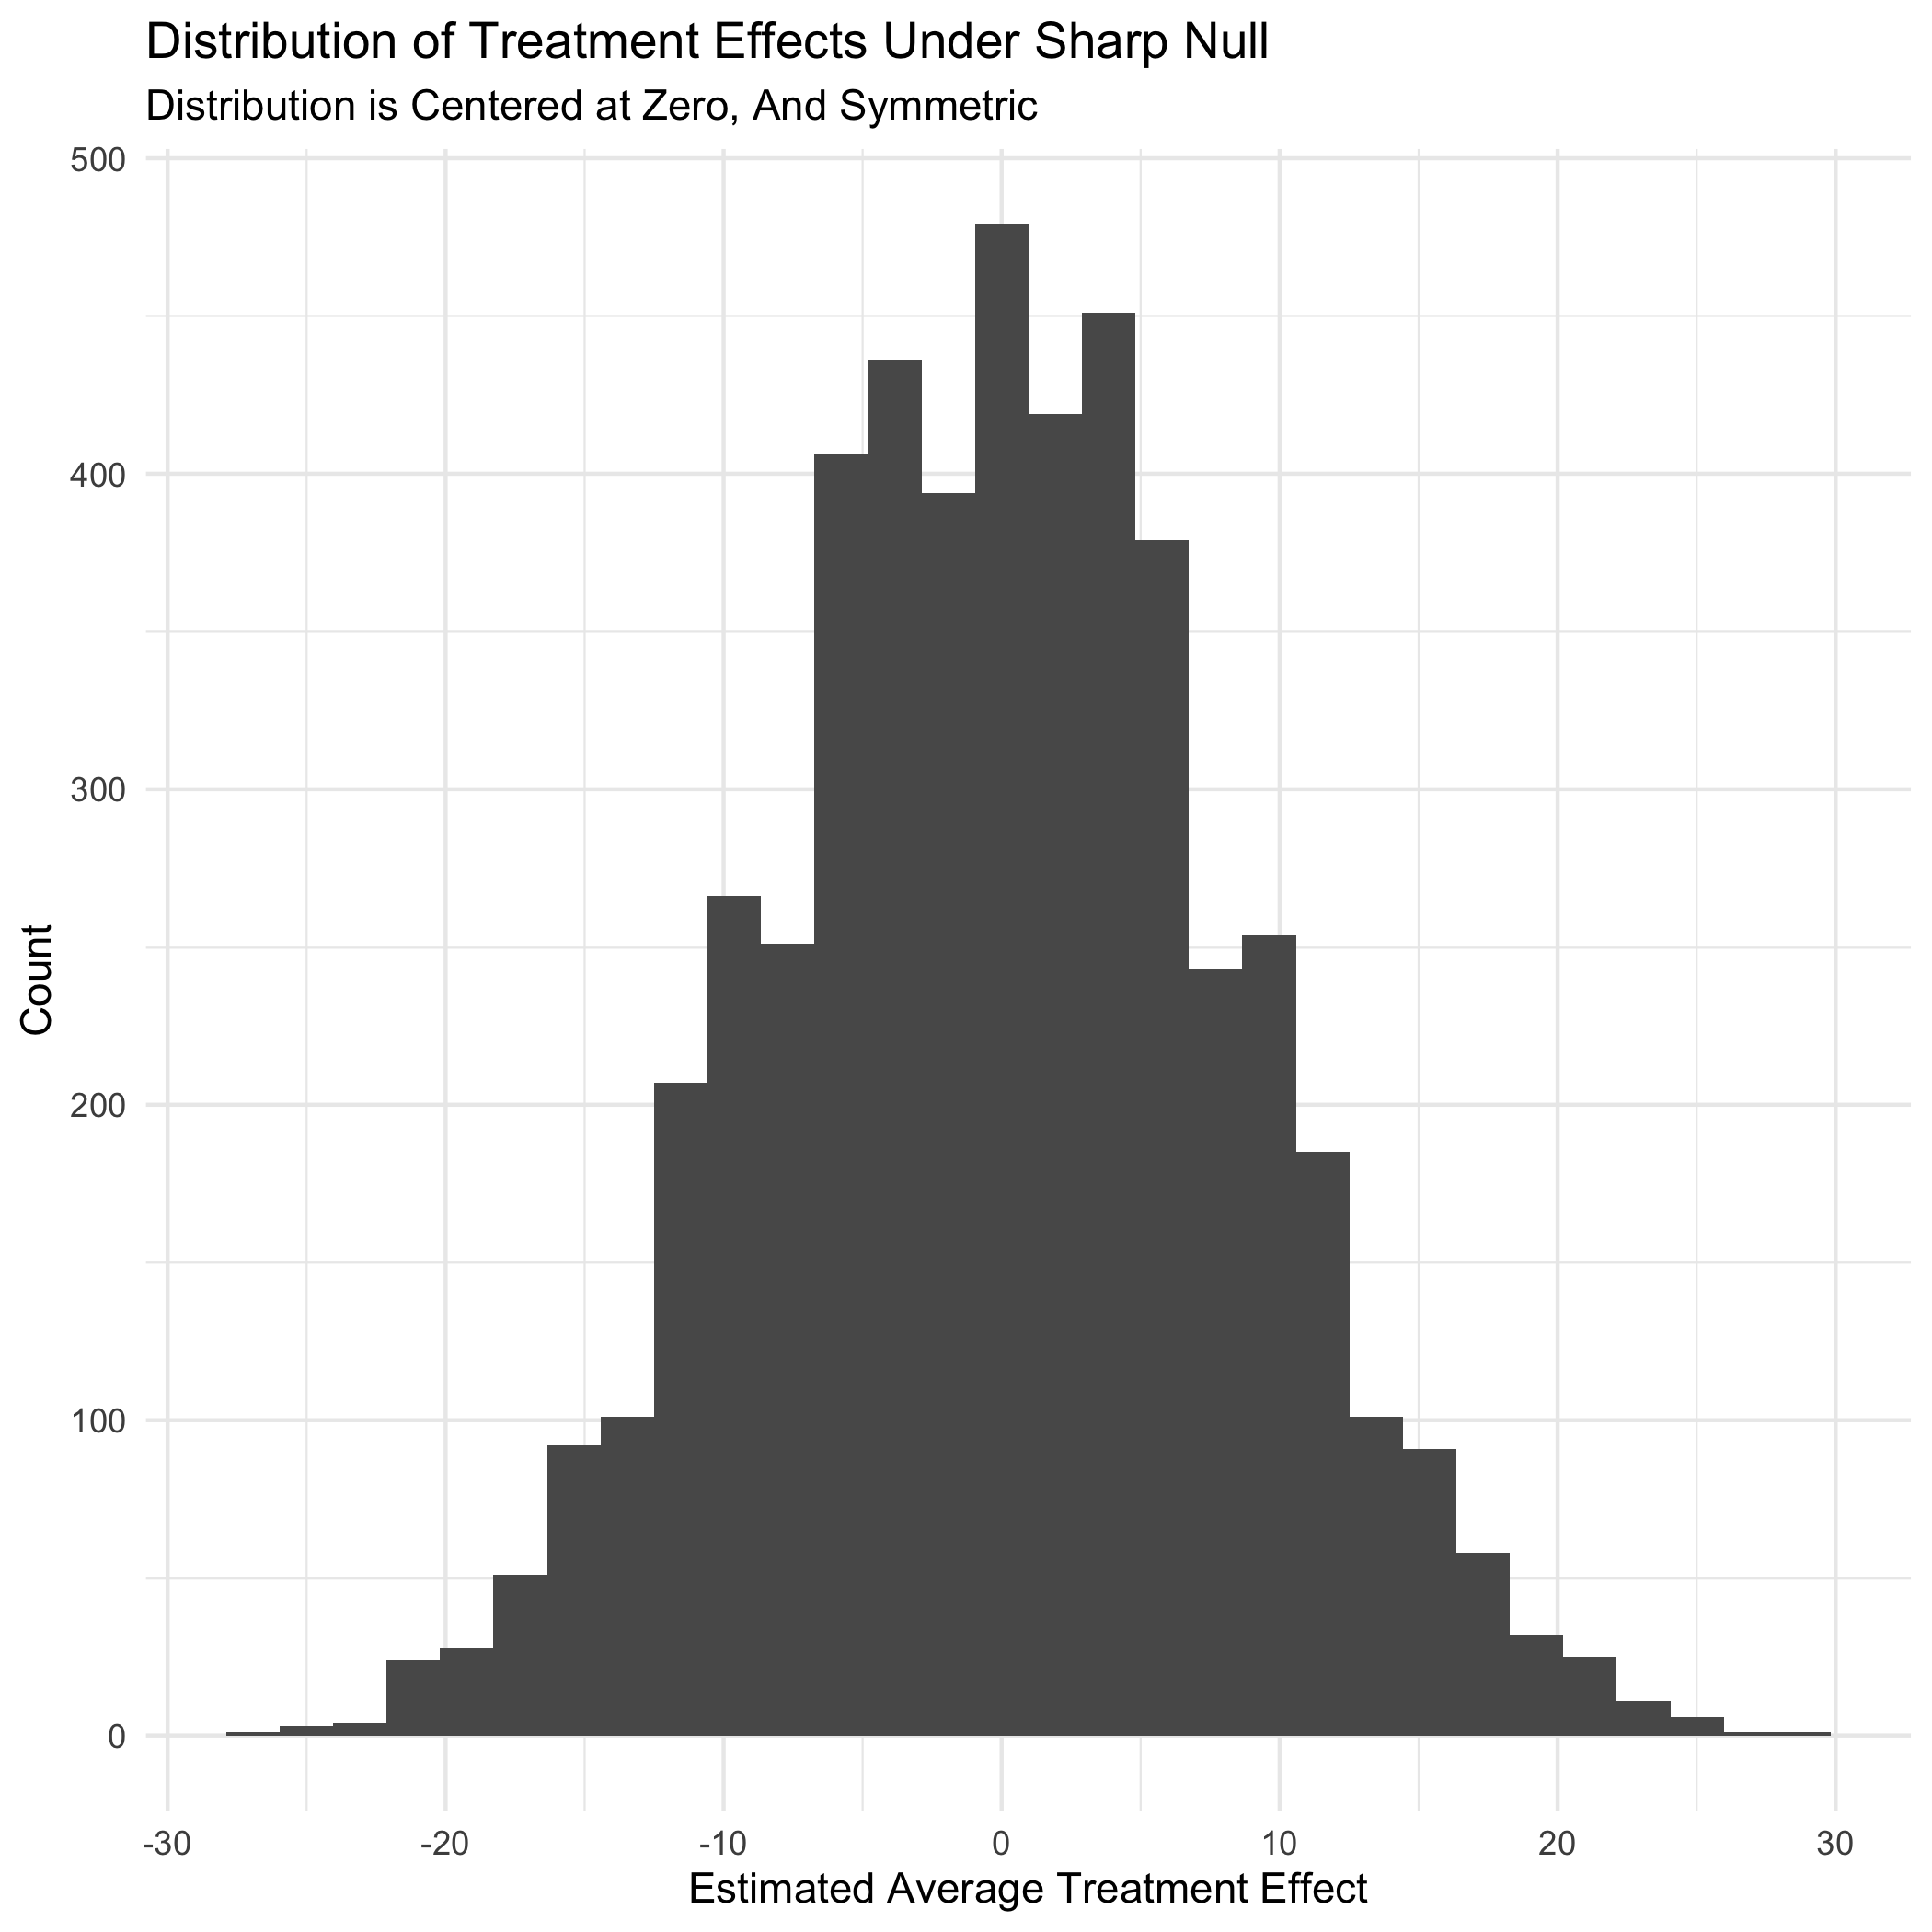 Distribution of Treatment Effects Under Sharp Null
Distribution is Centered at Zero, And Symmetric
500
400
300
200
100
0
Count
-30 -20 -10 0 10 20 30
Estimated Average Treatment Effect